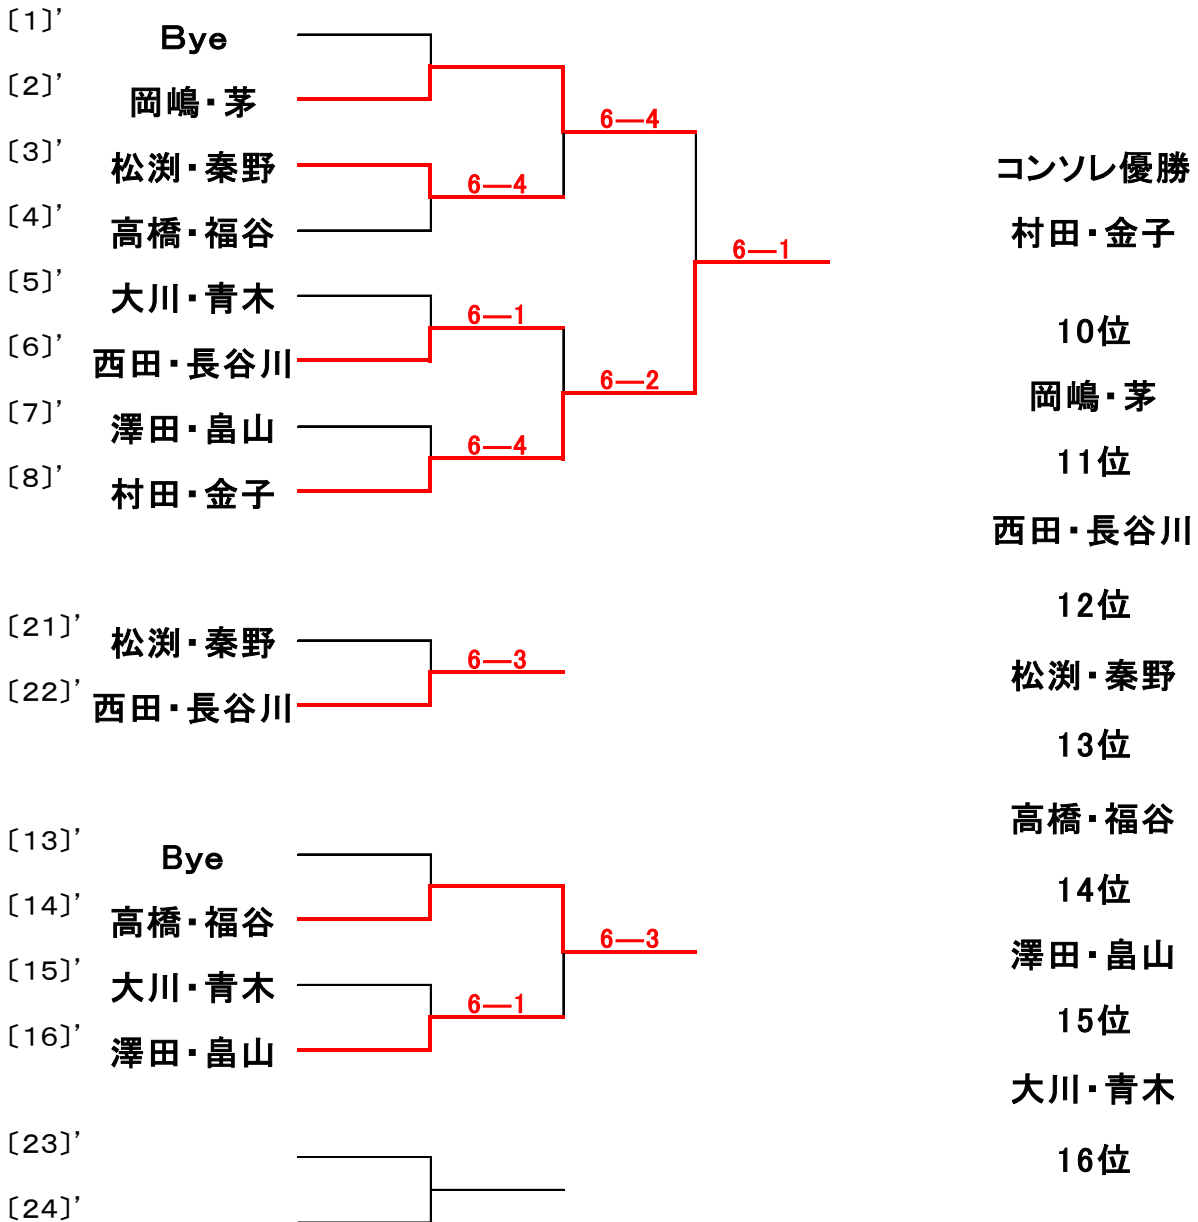 〔1〕’ Bye
〔2〕’ 岡嶋・茅
6―4
〔3〕’ 松渕・秦野
6―4
〔4〕’ 高橋・福谷
6―1
〔5〕’ 大川・青木
6―1
〔6〕’ 西田・長谷川
6―2
〔7〕’ 澤田・畠山
6―4
〔8〕’ 村田・金子
〔21〕’ 松渕・秦野
6―3
〔22〕’ 西田・長谷川
〔13〕’ Bye
〔14〕’ 高橋・福谷
6―3
〔15〕’ 大川・青木
6―1
〔16〕’ 澤田・畠山
〔23〕’
〔24〕’
コンソレ優勝
村田・金子
10位
岡嶋・茅
11位
西田・長谷川
12位
松渕・秦野
13位
高橋・福谷
14位
澤田・畠山
15位
大川・青木
16位